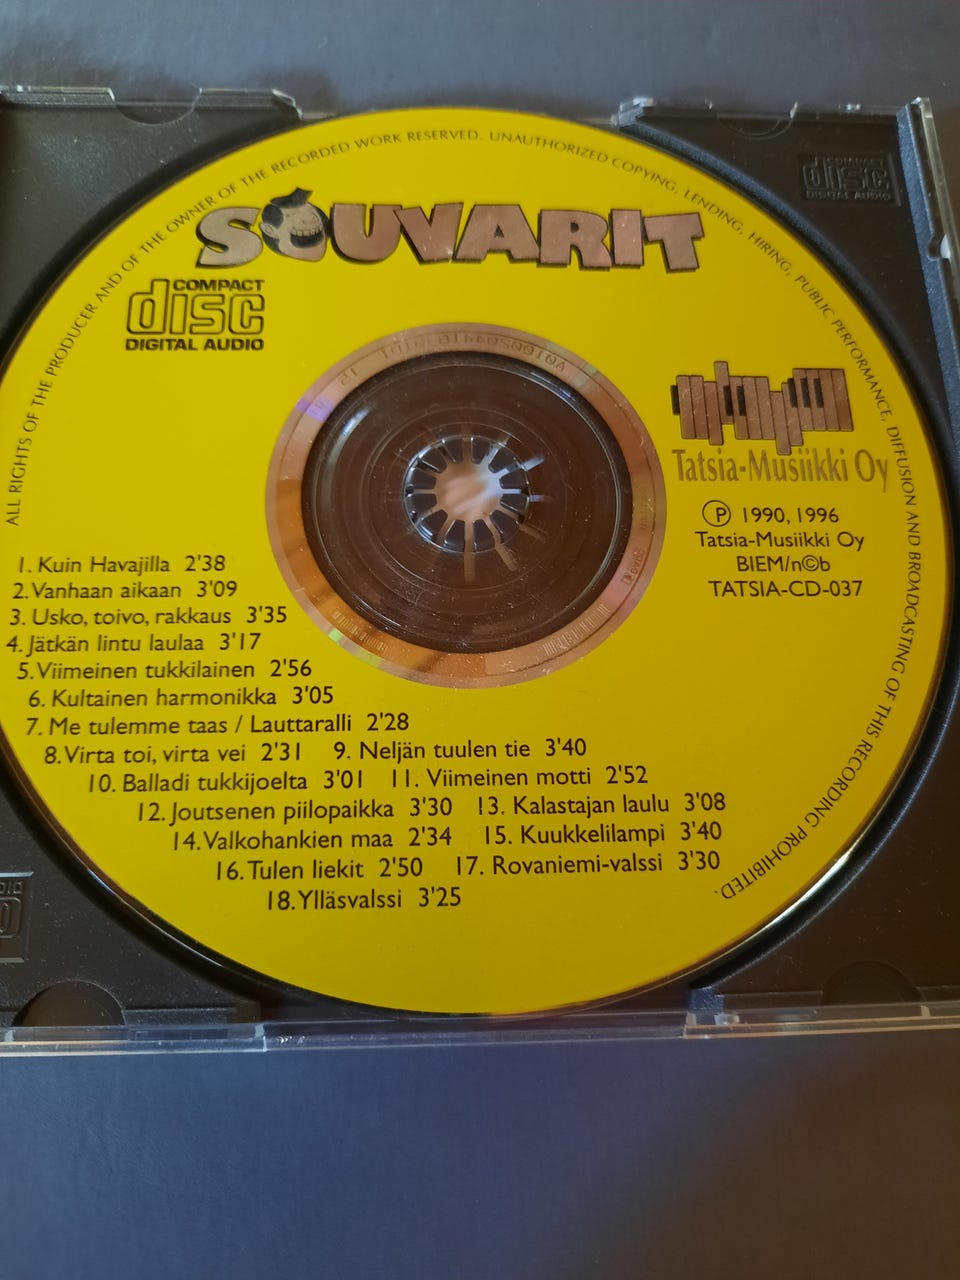 ALL RIGHTS OF THE PRODUCER AND OF THE OWNER OF THE RECORDED WORK RESERVED. UNAUTHORIZED COPYING, LENDING, HIRING, PUBLIC PERFORMANCE, DIFFUSION AND BROADCASTING OF THIS RECORDING PROHIBITED.
SOUVARIT
COMPACT
disc
DIGITAL AUDIO
COMPACT
disc
DIGITAL AUDIO
Tatsia-Musiikki Oy
Ⓟ 1990, 1996
Tatsia-Musiikki Oy
BIEM/n©b
TATSIA-CD-037
1. Kuin Havajilla 2'38
2. Vanhaan aikaan 3'09
3. Usko, toivo, rakkaus 3'35
4. Jätkän lintu laulaa 3'17
5. Viimeinen tukkilainen 2'56
6. Kultainen harmonikka 3'05
7. Me tulemme taas / Lauttaralli 2'28
8. Virta toi, virta vei 2'31 9. Neljän tuulen tie 3'40
10. Balladi tukkijoelta 3'01 11. Viimeinen motti 2'52
12. Joutsenen piilopaikka 3'30 13. Kalastajan laulu 3'08
14. Valkohankien maa 2'34 15. Kuukkelilampi 3'40
16. Tulen liekit 2'50 17. Rovaniemi-valssi 3'30
18. Ylläsvalssi 3'25